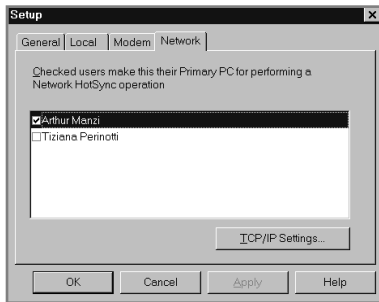 Setup
General Local Modem Network
Checked users make this their Primary PC for performing a
Network HotSync operation
Arthur Manzi
Tiziana Perinotti
TCP/IP Settings...
OK Cancel Apply Help